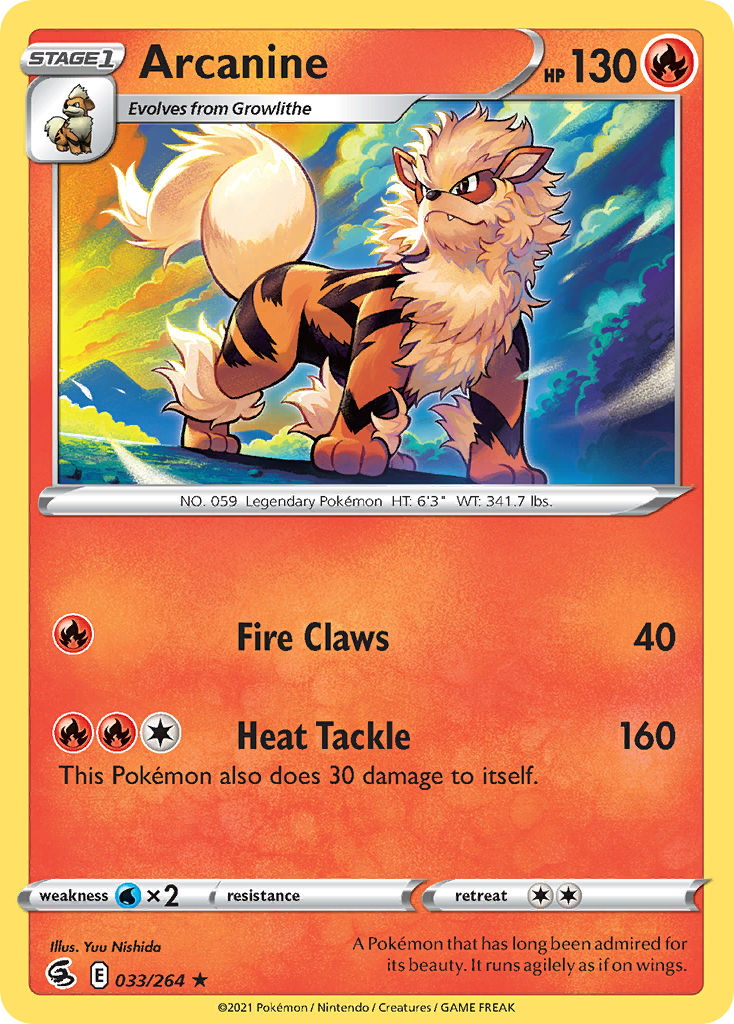 STAGE1
Arcanine
HP 130
Evolves from Growlithe
NO. 059 Legendary Pokémon HT: 6'3" WT: 341.7 lbs.
Fire Claws 40
Heat Tackle 160
This Pokémon also does 30 damage to itself.
weakness ×2 resistance retreat
Illus. Yuu Nishida
A Pokémon that has long been admired for
its beauty. It runs agilely as if on wings.
E 033/264 ★
©2021 Pokémon / Nintendo / Creatures / GAME FREAK